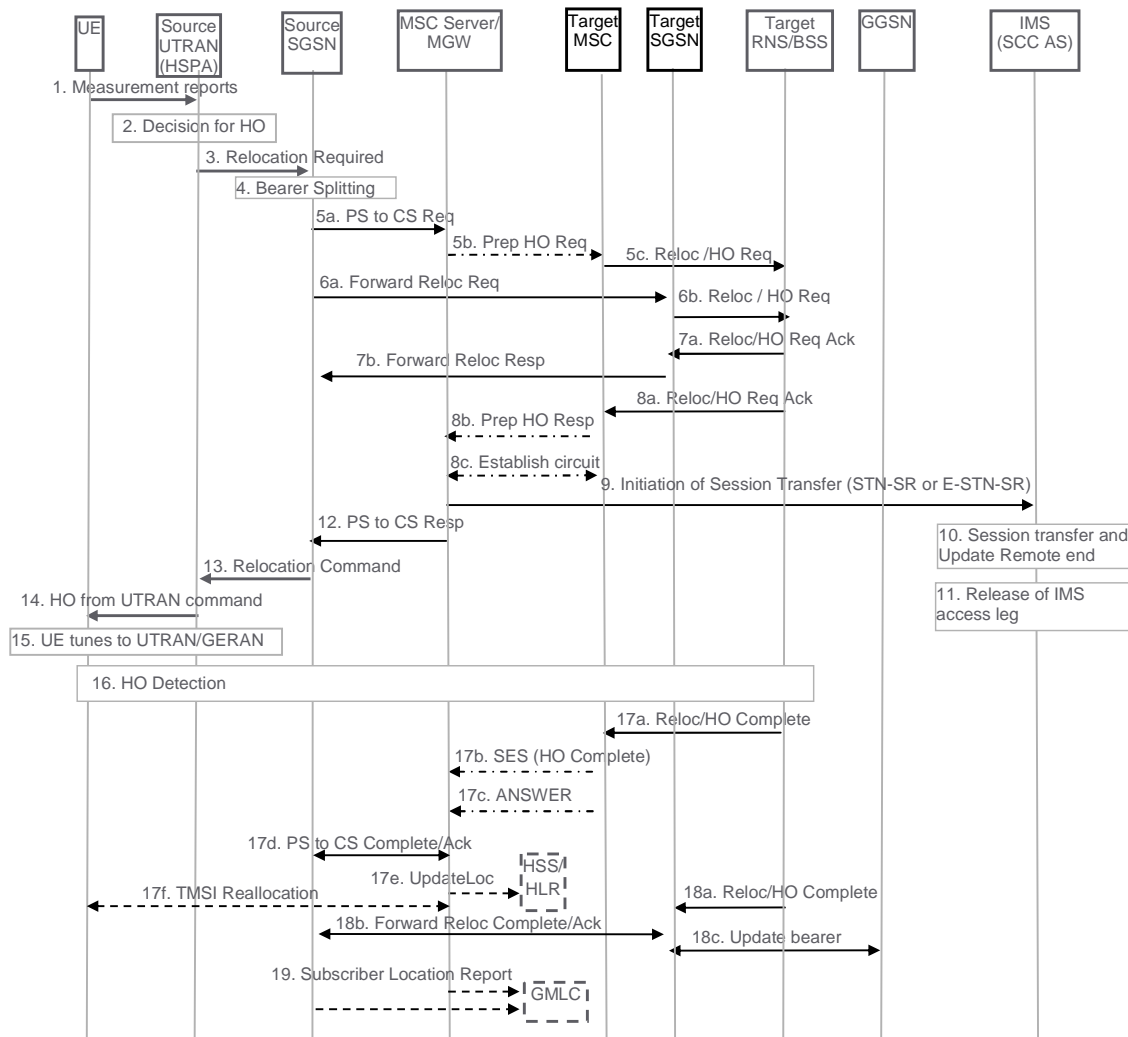 UE
Source
UTRAN
(HSPA)
Source
SGSN
MSC Server/
MGW
Target
MSC
Target
SGSN
Target
RNS/BSS
GGSN
IMS
(SCC AS)
1. Measurement reports
2. Decision for HO
3. Relocation Required
4. Bearer Splitting
5a. PS to CS Req
5b. Prep HO Req
5c. Reloc /HO Req
6a. Forward Reloc Req
6b. Reloc / HO Req
7a. Reloc/HO Req Ack
7b. Forward Reloc Resp
8a. Reloc/HO Req Ack
8b. Prep HO Resp
8c. Establish circuit
9. Initiation of Session Transfer (STN-SR or E-STN-SR)
12. PS to CS Resp
10. Session transfer and
Update Remote end
13. Relocation Command
11. Release of IMS
access leg
14. HO from UTRAN command
15. UE tunes to UTRAN/GERAN
16. HO Detection
17a. Reloc/HO Complete
17b. SES (HO Complete)
17c. ANSWER
17d. PS to CS Complete/Ack
HSS/
HLR
17e. UpdateLoc
17f. TMSI Reallocation
18a. Reloc/HO Complete
18b. Forward Reloc Complete/Ack
18c. Update bearer
19. Subscriber Location Report
GMLC